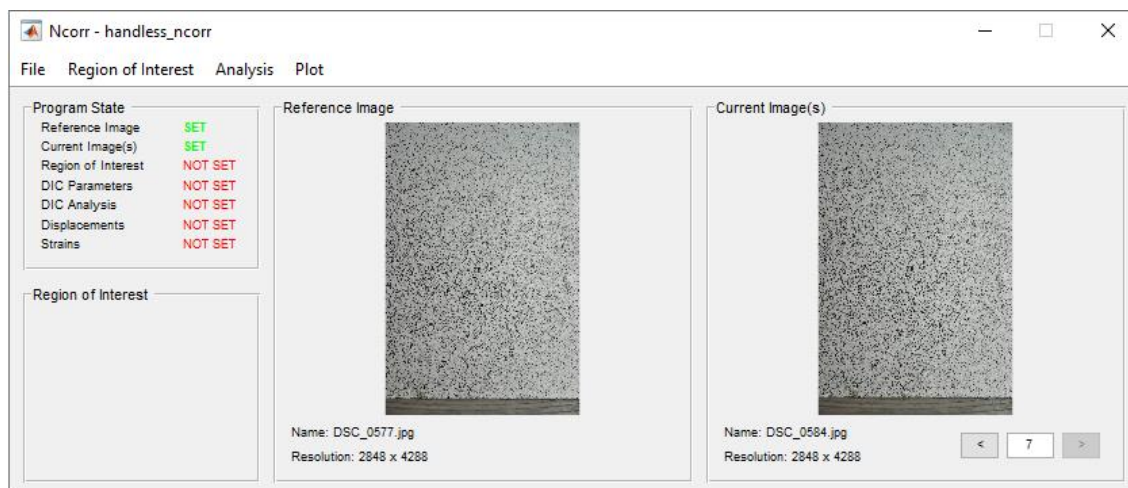 Ncorr - handless_ncorr
File Region of Interest Analysis Plot
Program State
Reference Image SET
Current Image(s) SET
Region of Interest NOT SET
DIC Parameters NOT SET
DIC Analysis NOT SET
Displacements NOT SET
Strains NOT SET
Region of Interest
Reference Image
Name: DSC_0577.jpg
Resolution: 2848 x 4288
Current Image(s)
Name: DSC_0584.jpg
Resolution: 2848 x 4288
< 7 >